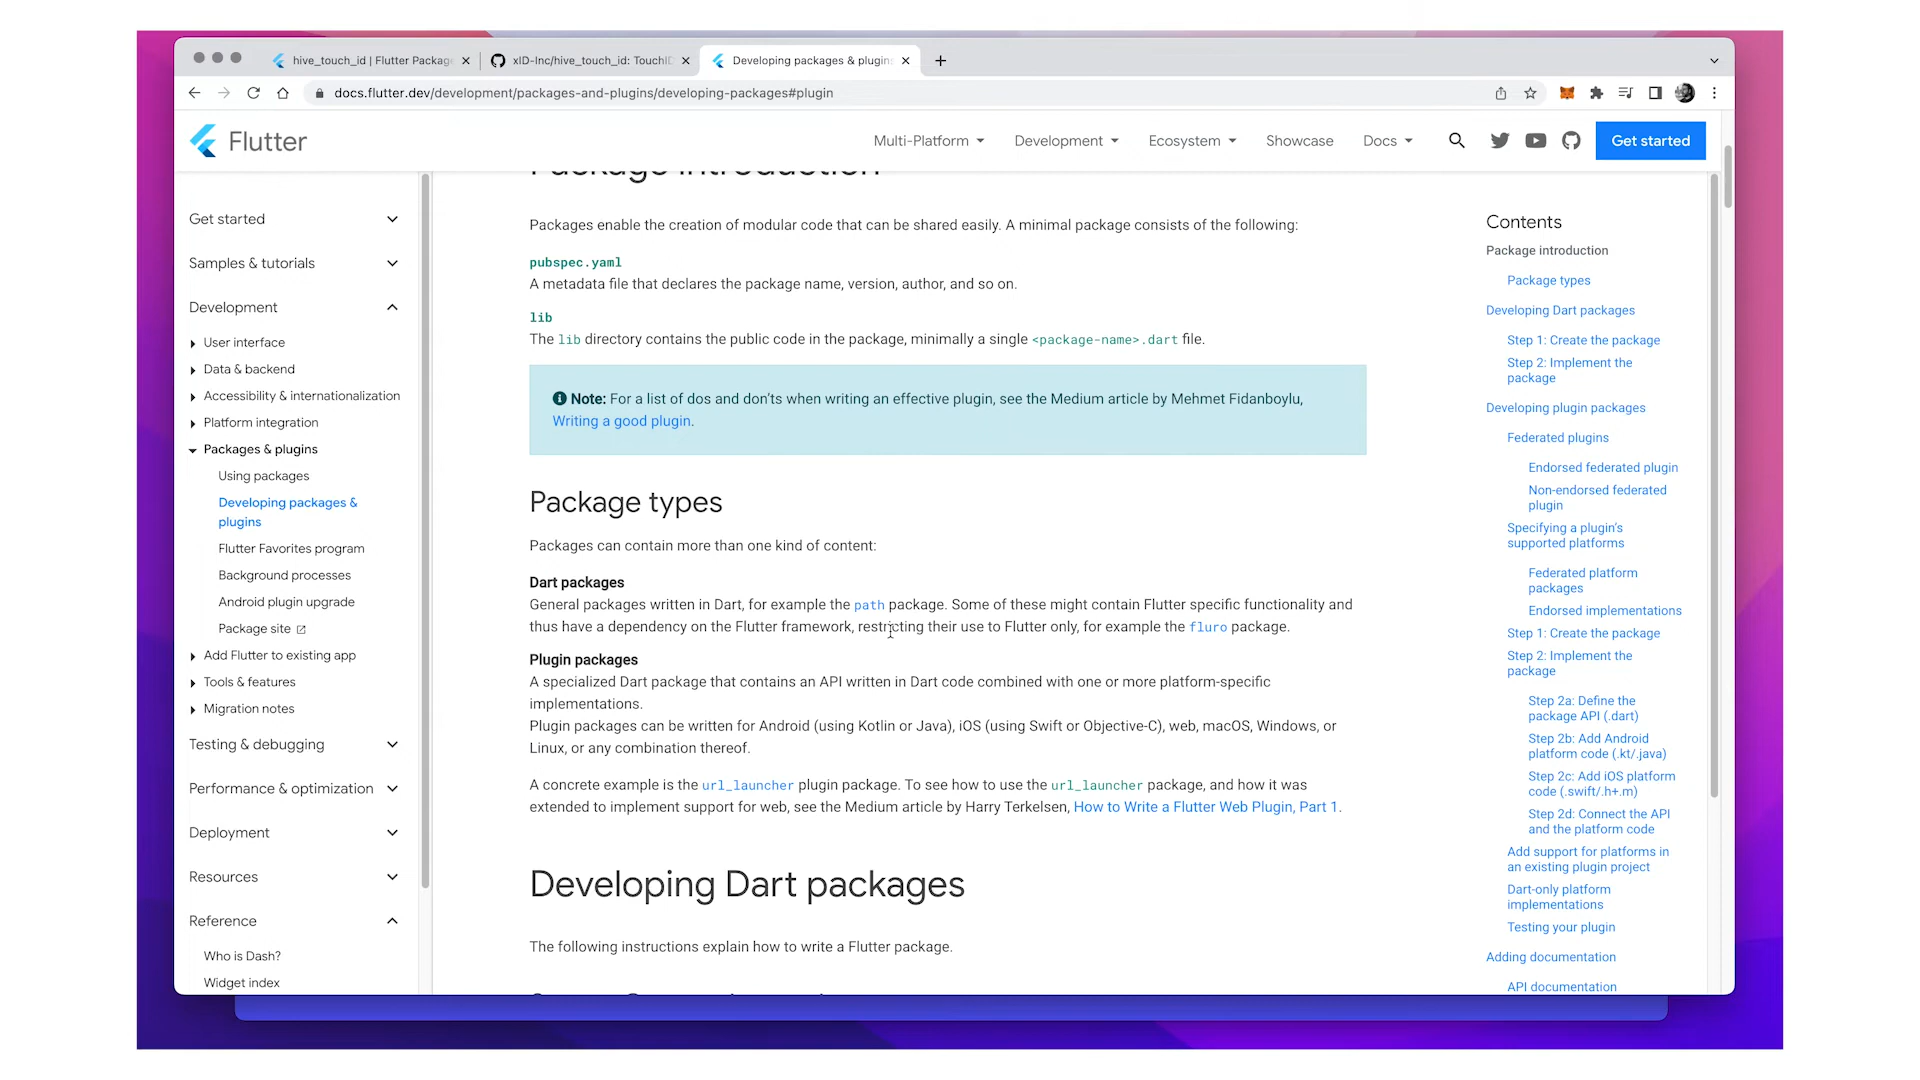 hive_touch_id | Flutter Package
xID-Inc/hive_touch_id: TouchID
Developing packages & plugins
docs.flutter.dev/development/packages-and-plugins/developing-packages#plugin
Flutter
Multi-Platform
Development
Ecosystem
Showcase
Docs
Get started
Get started
Samples & tutorials
Development
User interface
Data & backend
Accessibility & internationalization
Platform integration
Packages & plugins
Using packages
Developing packages &
plugins
Flutter Favorites program
Background processes
Android plugin upgrade
Package site
Add Flutter to existing app
Tools & features
Migration notes
Testing & debugging
Performance & optimization
Deployment
Resources
Reference
Who is Dash?
Widget index
Package introduction
Packages enable the creation of modular code that can be shared easily. A minimal package consists of the following:
pubspec.yaml
A metadata file that declares the package name, version, author, and so on.
lib
The lib directory contains the public code in the package, minimally a single <package-name>.dart file.
Note: For a list of dos and don'ts when writing an effective plugin, see the Medium article by Mehmet Fidanboylu,
Writing a good plugin.
Package types
Packages can contain more than one kind of content:
Dart packages
General packages written in Dart, for example the path package. Some of these might contain Flutter specific functionality and
thus have a dependency on the Flutter framework, restricting their use to Flutter only, for example the fluro package.
Plugin packages
A specialized Dart package that contains an API written in Dart code combined with one or more platform-specific
implementations.
Plugin packages can be written for Android (using Kotlin or Java), iOS (using Swift or Objective-C), web, macOS, Windows, or
Linux, or any combination thereof.
A concrete example is the url_launcher plugin package. To see how to use the url_launcher package, and how it was
extended to implement support for web, see the Medium article by Harry Terkelsen, How to Write a Flutter Web Plugin, Part 1.
Developing Dart packages
The following instructions explain how to write a Flutter package.
Contents
Package introduction
Package types
Developing Dart packages
Step 1: Create the package
Step 2: Implement the
package
Developing plugin packages
Federated plugins
Endorsed federated plugin
Non-endorsed federated
plugin
Specifying a plugin's
supported platforms
Federated platform
packages
Endorsed implementations
Step 1: Create the package
Step 2: Implement the
package
Step 2a: Define the
package API (.dart)
Step 2b: Add Android
platform code (.kt/.java)
Step 2c: Add iOS platform
code (.swift/.h+.m)
Step 2d: Connect the API
and the platform code
Add support for platforms in
an existing plugin project
Dart-only platform
implementations
Testing your plugin
Adding documentation
API documentation